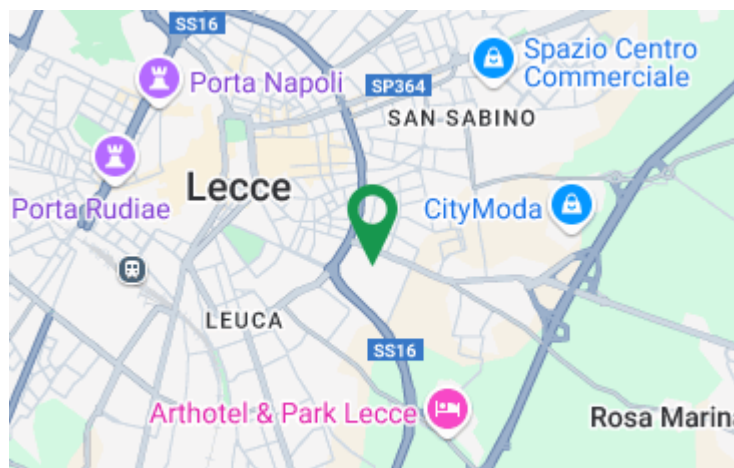 SS16
Spazio Centro
Commerciale
Porta Napoli
SP364
SAN SABINO
Lecce
Porta Rudiae
CityModa
LEUCA
SS16
Arthotel & Park Lecce
Rosa Marina